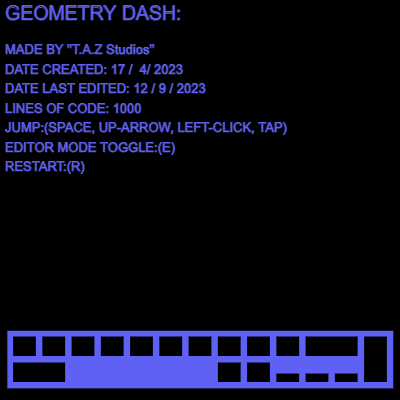 GEOMETRY DASH:
MADE BY "T.A.Z Studios"
DATE CREATED: 17 /  4/ 2023
DATE LAST EDITED: 12 / 9 / 2023
LINES OF CODE: 1000
JUMP:(SPACE, UP-ARROW, LEFT-CLICK, TAP)
EDITOR MODE TOGGLE:(E)
RESTART:(R)